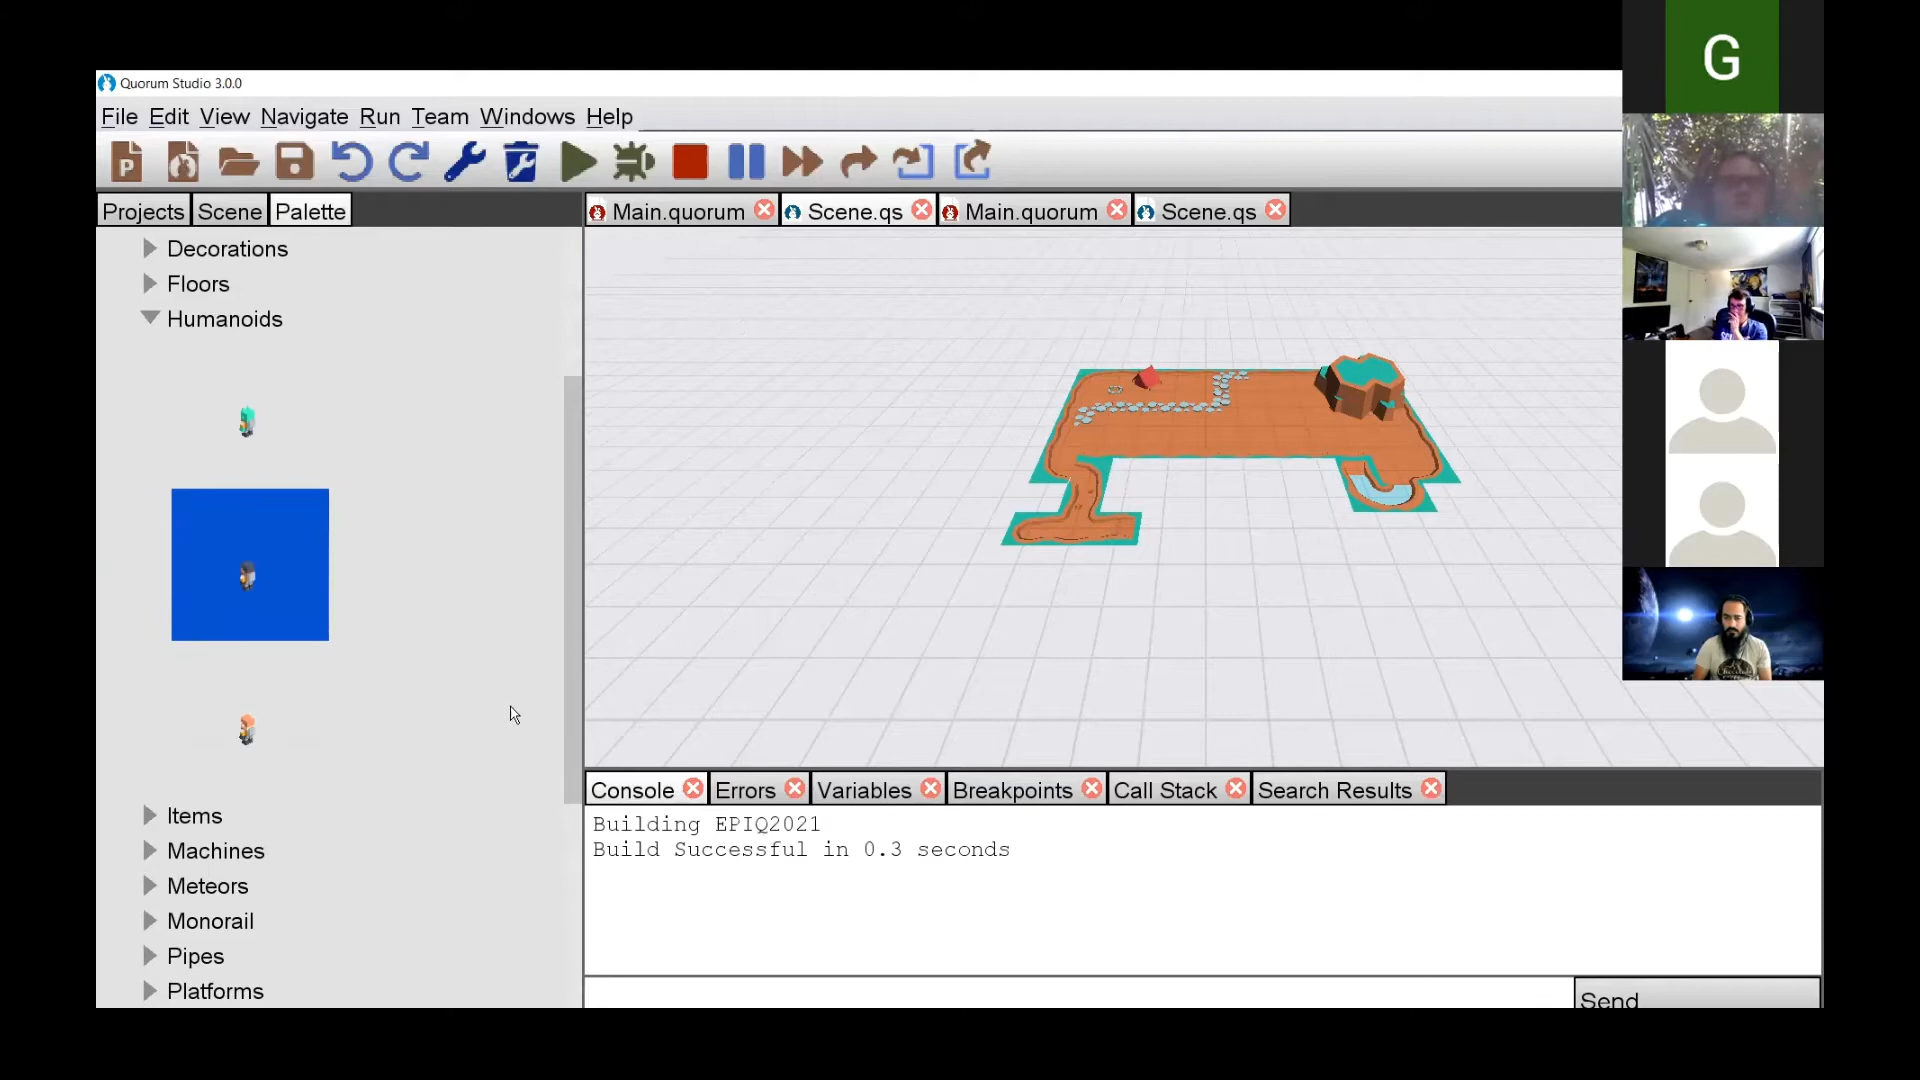 G
Quorum Studio 3.0.0
File Edit View Navigate Run Team Windows Help
P
Projects Scene Palette
Main.quorum Scene.qs Main.quorum Scene.qs
Decorations
Floors
Humanoids
Items
Machines
Meteors
Monorail
Pipes
Platforms
Console Errors Variables Breakpoints Call Stack Search Results
Building EPIQ2021
Build Successful in 0.3 seconds
Send